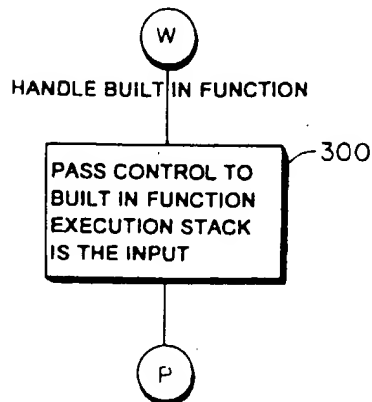 W
HANDLE BUILT IN FUNCTION
300
PASS CONTROL TO
BUILT IN FUNCTION
EXECUTION STACK
IS THE INPUT
P